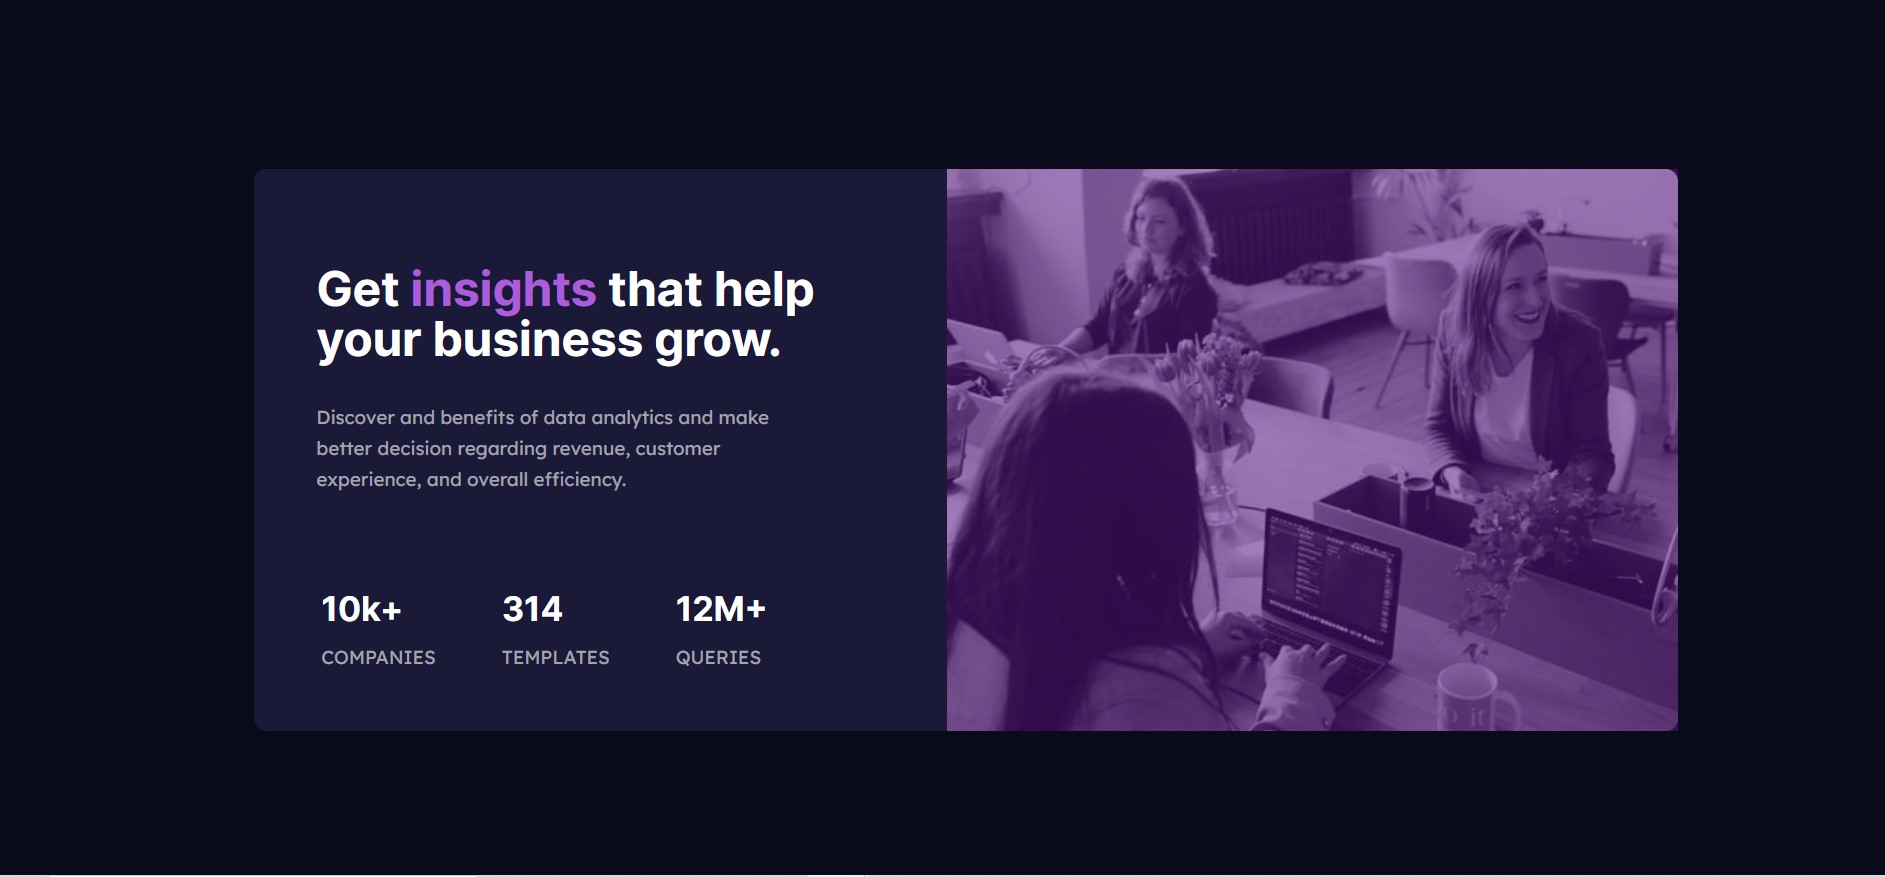 Get insights that help
your business grow.
Discover and benefits of data analytics and make
better decision regarding revenue, customer
experience, and overall efficiency.
10k+ 314 12M+
COMPANIES TEMPLATES QUERIES